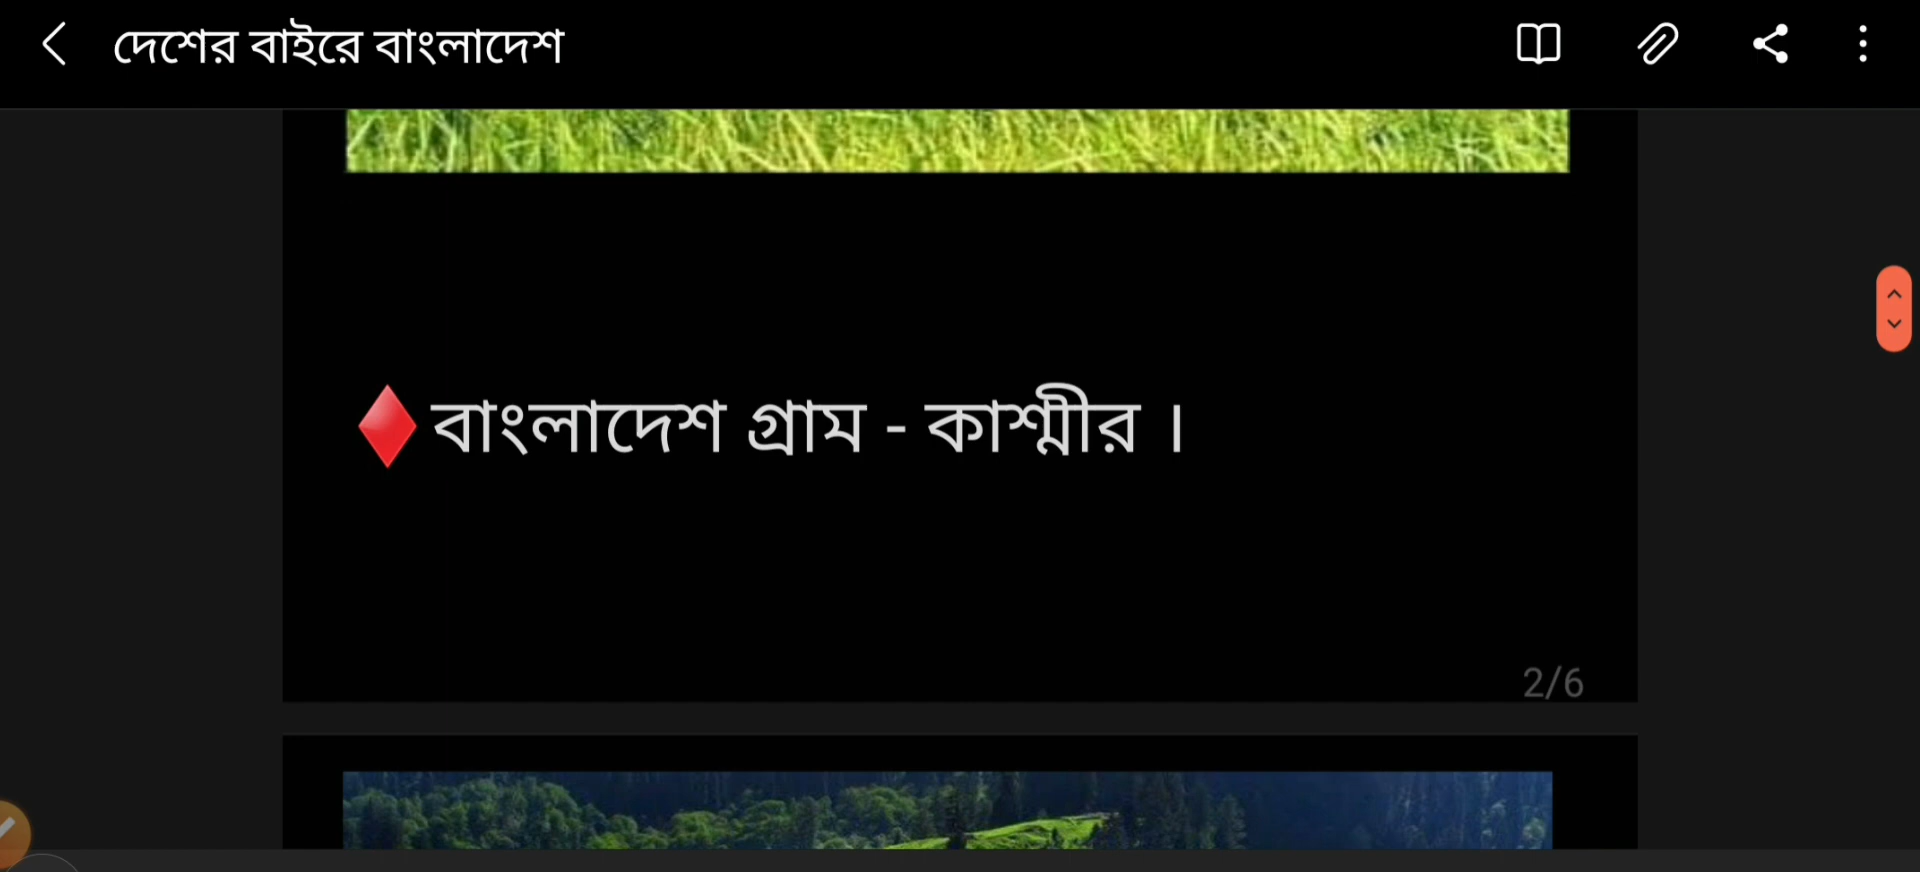 দেশের বাইরে বাংলাদেশ
বাংলাদেশ গ্রাম - কাশ্মীর ।
2/6